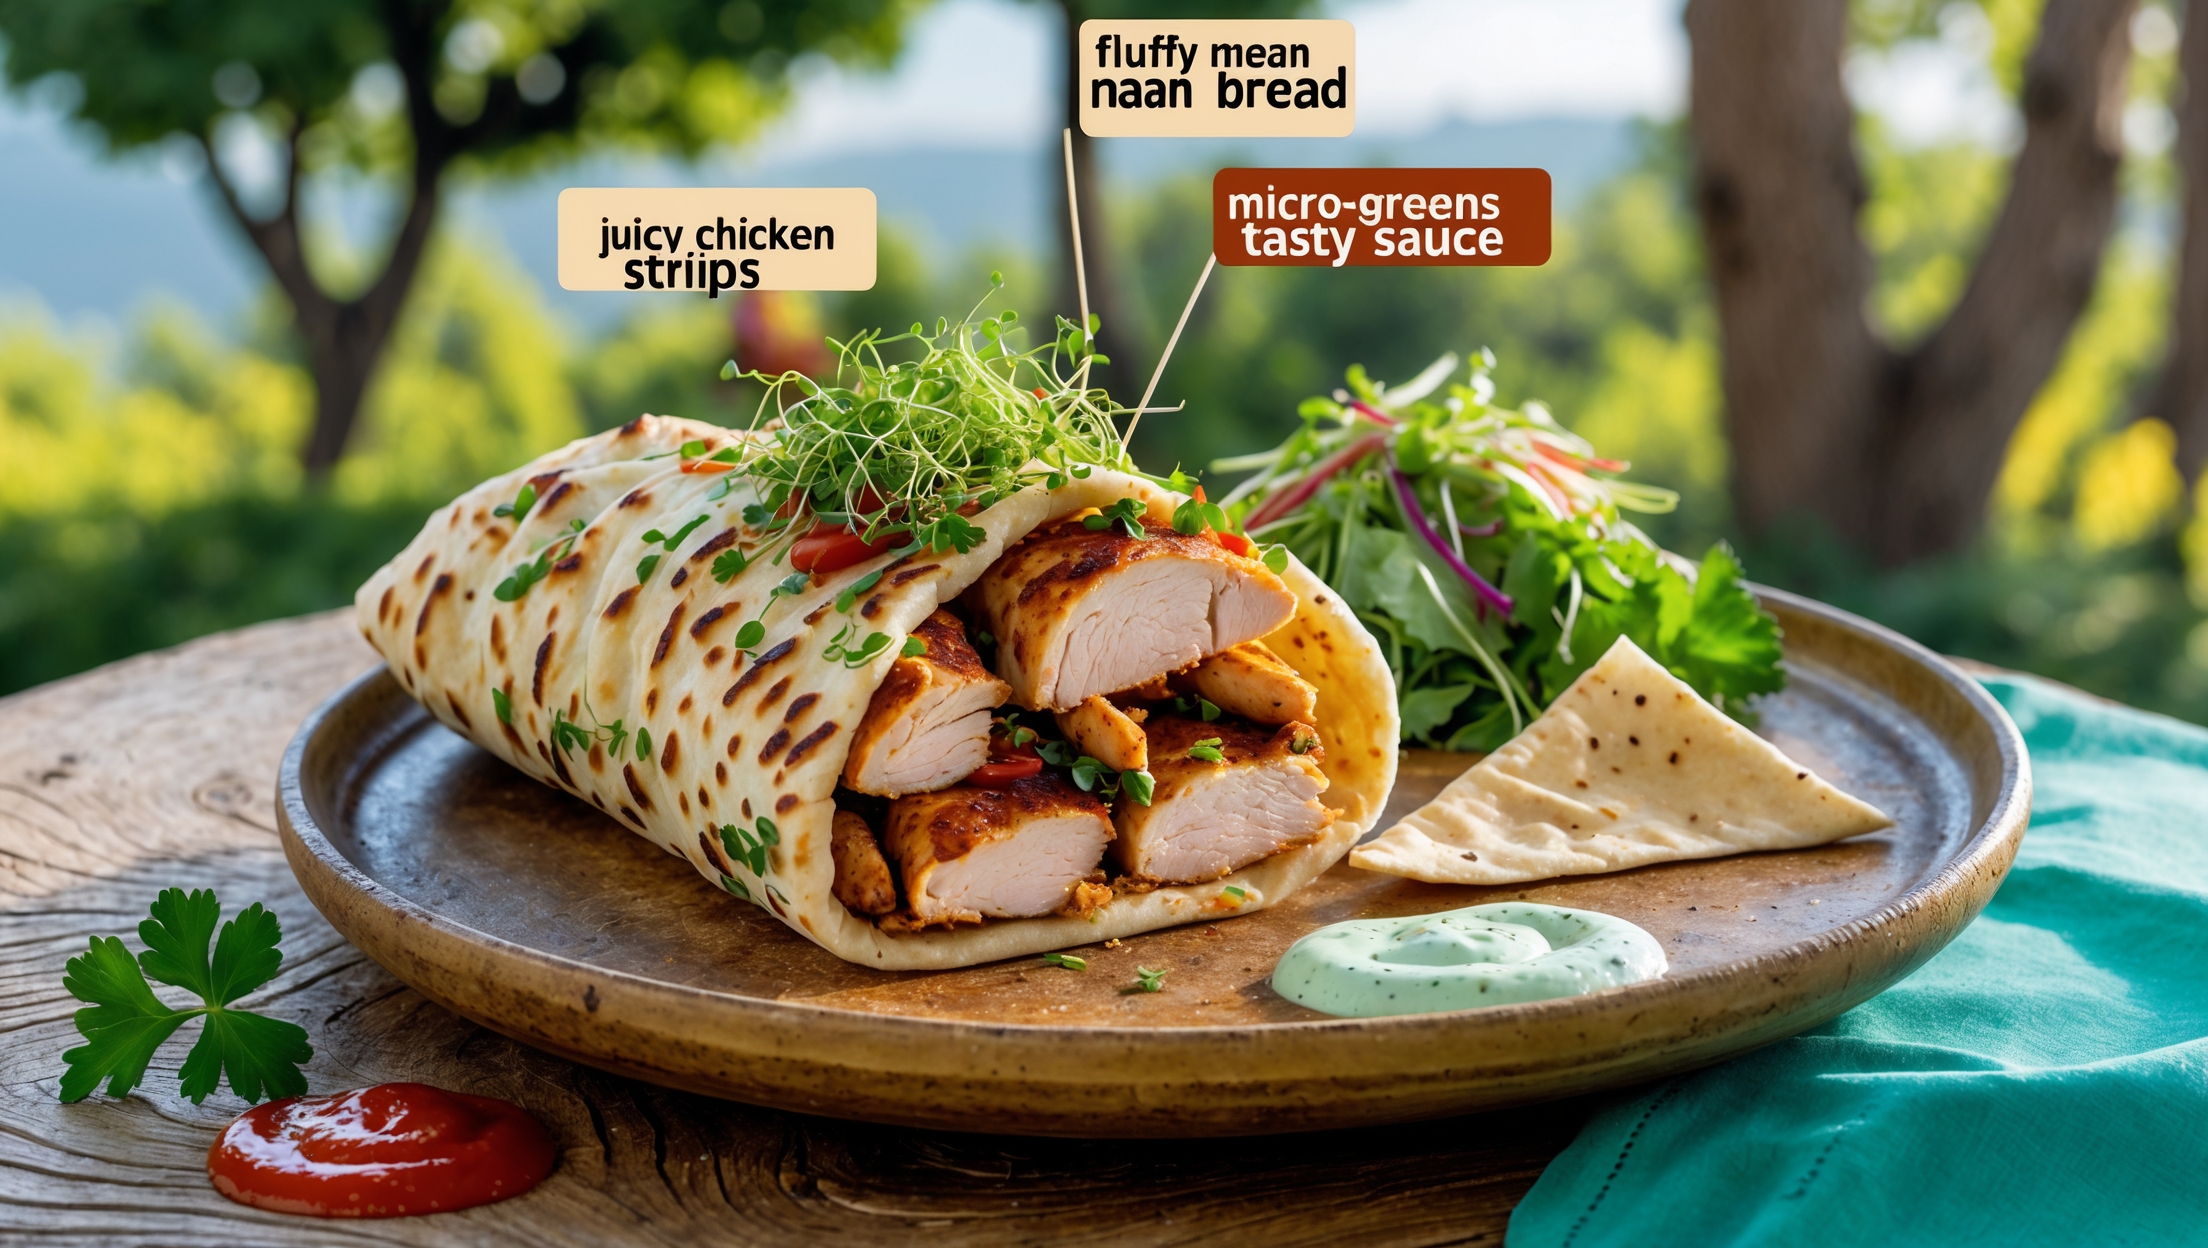 fluffy mean
naan bread
juicy chicken
striips
micro-greens
tasty sauce